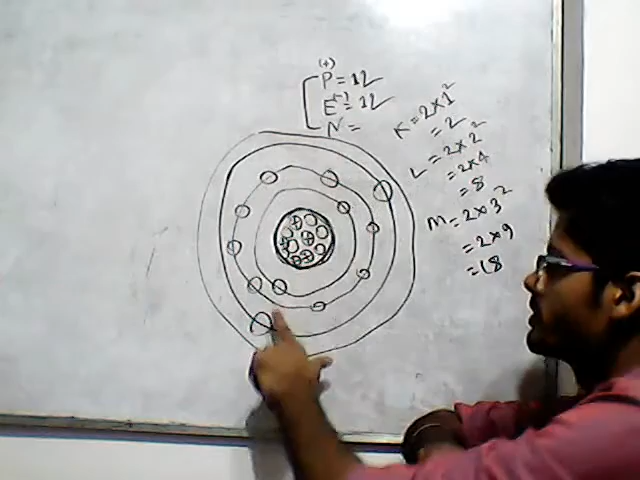 (+)
P = 12
E(-) = 12
N =
K = 2×1²
= 2
L = 2×2²
= 2×4
= 8
M = 2×3²
= 2×9
= 18